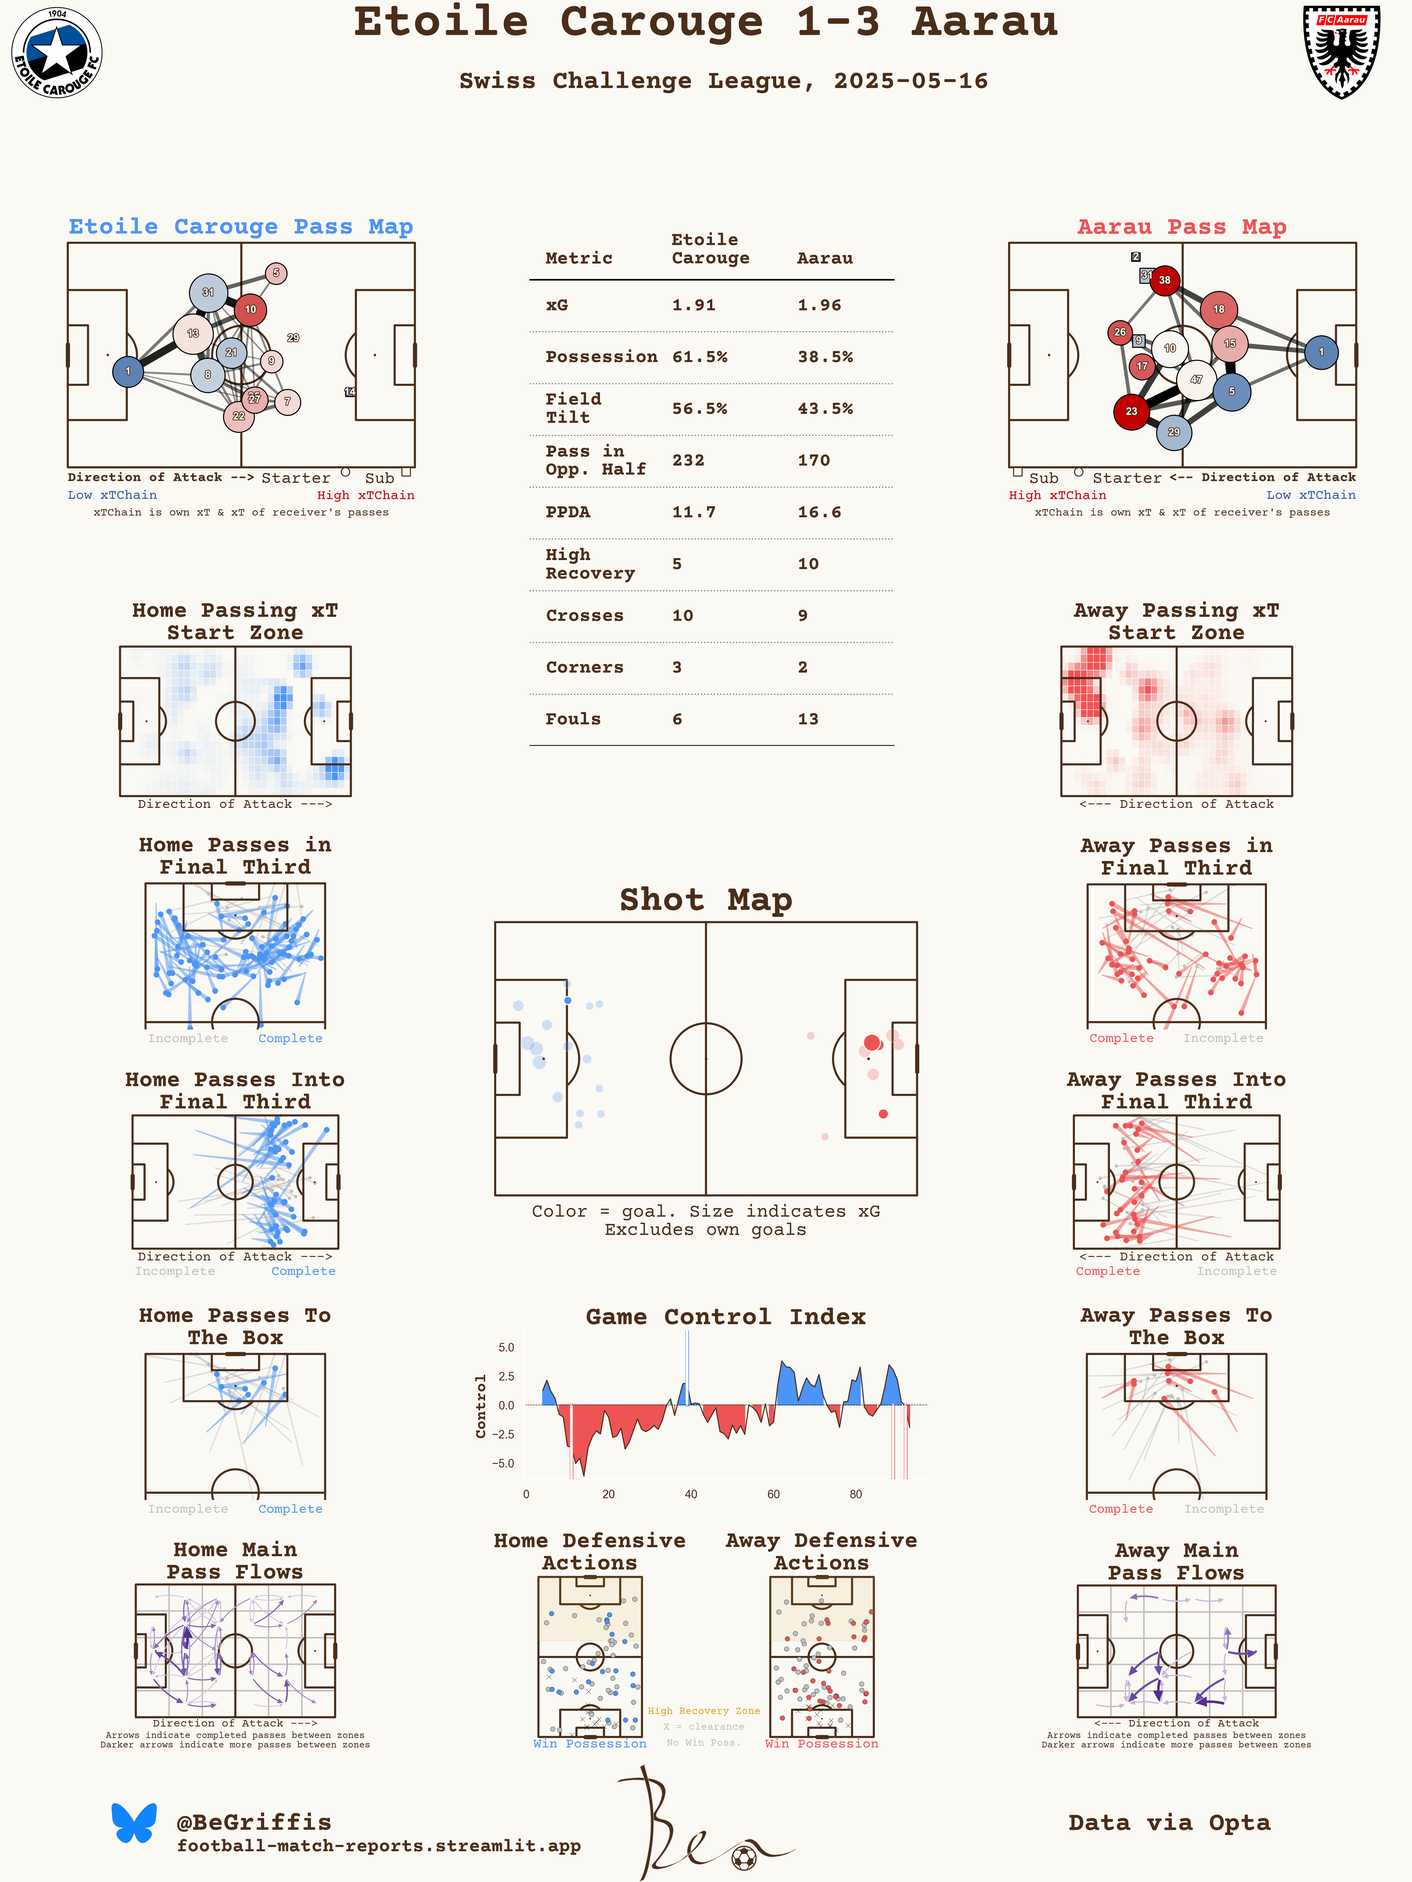 Etoile Carouge 1-3 Aarau
Swiss Challenge League, 2025-05-16
1904
ETOILE CAROUGE FC
FC Aarau
Etoile Carouge Pass Map
5
31
10
13
29
21
9
1
8
27
7
22
Direction of Attack --> Starter Sub
Low xTChain High xTChain
xTChain is own xT & xT of receiver's passes
Metric Etoile Carouge Aarau
xG 1.91 1.96
Possession 61.5% 38.5%
Field Tilt 56.5% 43.5%
Pass in Opp. Half 232 170
PPDA 11.7 16.6
High Recovery 5 10
Crosses 10 9
Corners 3 2
Fouls 6 13
Aarau Pass Map
2
31
38
18
26
9
10
15
1
17
47
5
23
29
Sub Starter <-- Direction of Attack
High xTChain Low xTChain
xTChain is own xT & xT of receiver's passes
Home Passing xT
Start Zone
Direction of Attack --->
Away Passing xT
Start Zone
<--- Direction of Attack
Home Passes in
Final Third
Incomplete Complete
Away Passes in
Final Third
Complete Incomplete
Shot Map
Color = goal. Size indicates xG
Excludes own goals
Home Passes Into
Final Third
Direction of Attack --->
Incomplete Complete
Away Passes Into
Final Third
<--- Direction of Attack
Complete Incomplete
Home Passes To
The Box
Incomplete Complete
Game Control Index
Control
5.0
2.5
0.0
−2.5
−5.0
0 20 40 60 80
Away Passes To
The Box
Complete Incomplete
Home Main
Pass Flows
Direction of Attack --->
Arrows indicate completed passes between zones
Darker arrows indicate more passes between zones
Home Defensive
Actions
Win Possession
High Recovery Zone
X = clearance
No Win Poss.
Away Defensive
Actions
Win Possession
Away Main
Pass Flows
<--- Direction of Attack
Arrows indicate completed passes between zones
Darker arrows indicate more passes between zones
@BeGriffis
football-match-reports.streamlit.app
Ben
Data via Opta